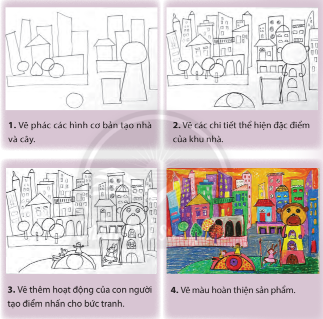 1. Vẽ phác các hình cơ bản tạo nhà
và cây.
2. Vẽ các chi tiết thể hiện đặc điểm
của khu nhà.
3. Vẽ thêm hoạt động của con người
tạo điểm nhấn cho bức tranh.
4. Vẽ màu hoàn thiện sản phẩm.